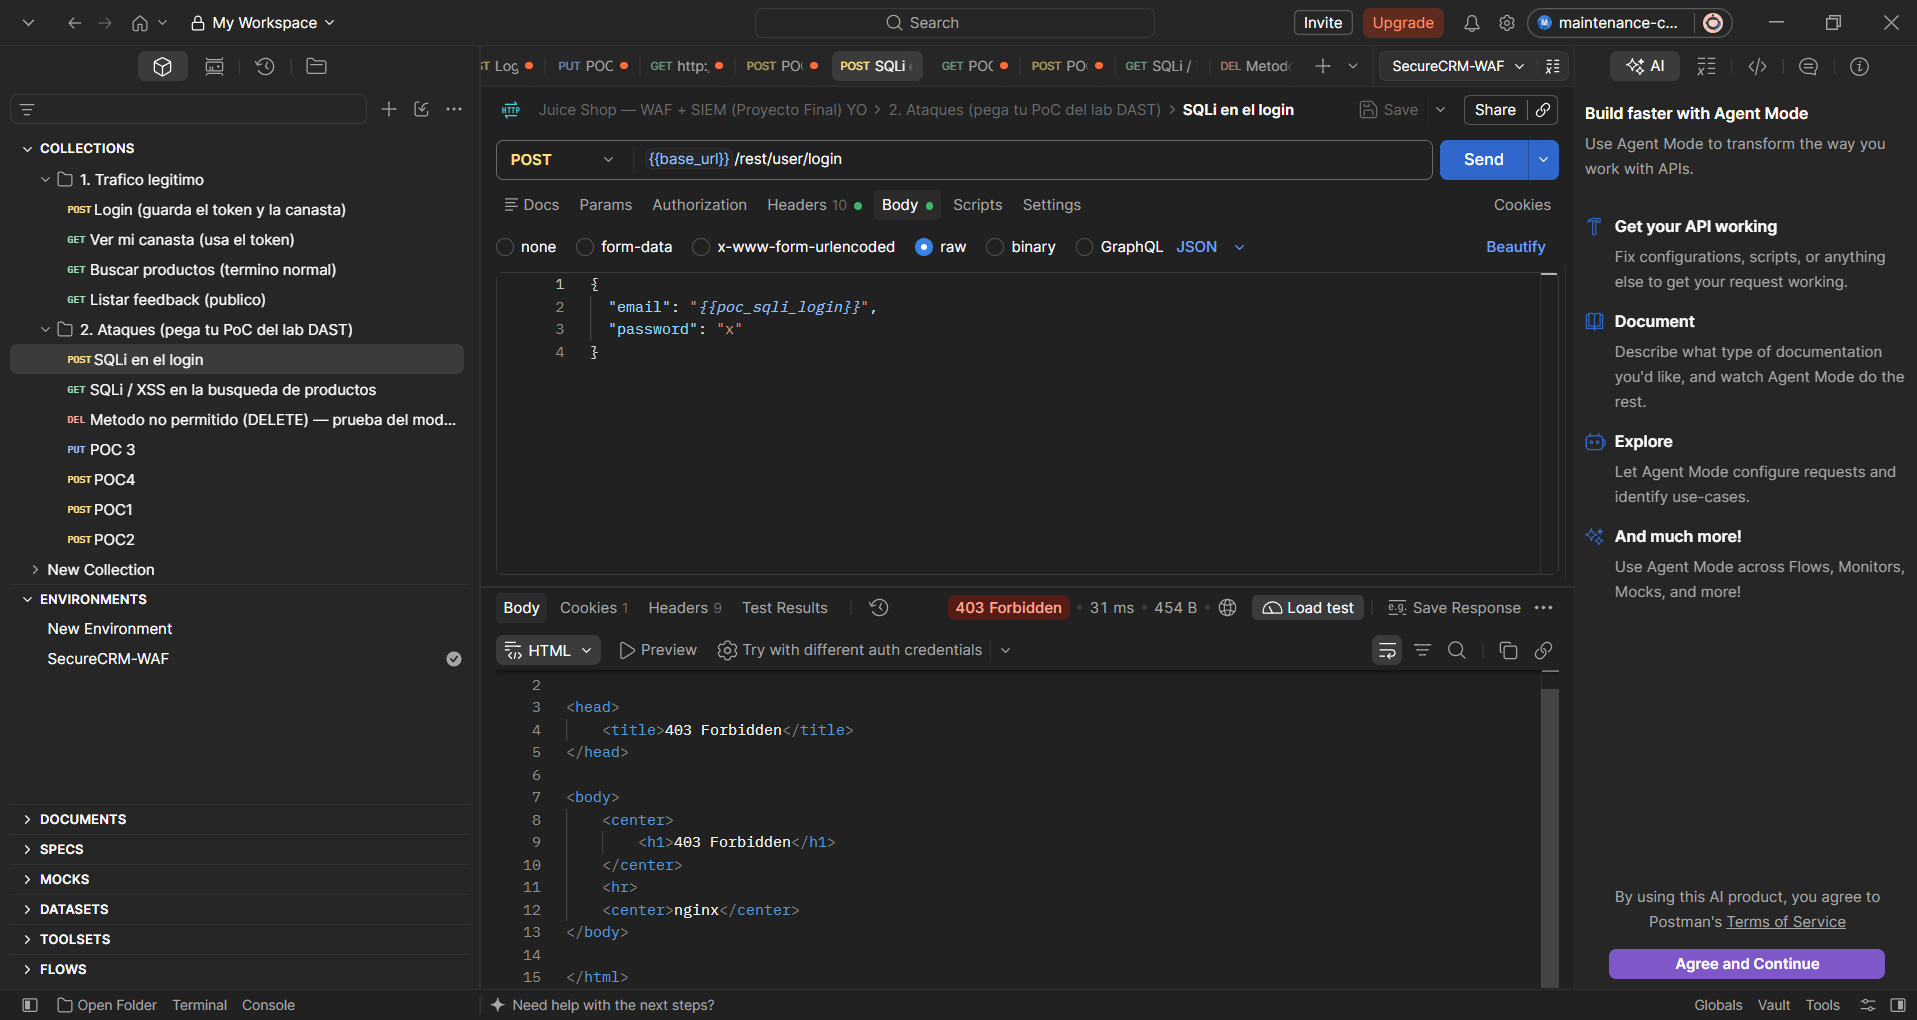 My Workspace
Search
Invite
Upgrade
maintenance-c...
Log
PUT POC
GET http:
POST PO
POST SQLi
GET POC
POST PO
GET SQLi /
DEL Metod
SecureCRM-WAF
AI
COLLECTIONS
1. Trafico legitimo
POST Login (guarda el token y la canasta)
GET Ver mi canasta (usa el token)
GET Buscar productos (termino normal)
GET Listar feedback (publico)
2. Ataques (pega tu PoC del lab DAST)
POST SQLi en el login
GET SQLi / XSS en la busqueda de productos
DEL Metodo no permitido (DELETE) — prueba del mod...
PUT POC 3
POST POC4
POST POC1
POST POC2
New Collection
ENVIRONMENTS
New Environment
SecureCRM-WAF
DOCUMENTS
SPECS
MOCKS
DATASETS
TOOLSETS
FLOWS
HTTP Juice Shop — WAF + SIEM (Proyecto Final) YO > 2. Ataques (pega tu PoC del lab DAST) > SQLi en el login
Save
Share
POST {{base_url}} /rest/user/login
Send
Docs Params Authorization Headers 10 Body Scripts Settings
Cookies
none form-data x-www-form-urlencoded raw binary GraphQL JSON
Beautify
1 {
2 "email": "{{poc_sqli_login}}",
3 "password": "x"
4 }
Body Cookies 1 Headers 9 Test Results
403 Forbidden • 31 ms • 454 B
Load test
e.g. Save Response
HTML
Preview
Try with different auth credentials
2
3 <head>
4 <title>403 Forbidden</title>
5 </head>
6
7 <body>
8 <center>
9 <h1>403 Forbidden</h1>
10 </center>
11 <hr>
12 <center>nginx</center>
13 </body>
14
15 </html>
Build faster with Agent Mode
Use Agent Mode to transform the way you
work with APIs.
Get your API working
Fix configurations, scripts, or anything
else to get your request working.
Document
Describe what type of documentation
you'd like, and watch Agent Mode do the
rest.
Explore
Let Agent Mode configure requests and
identify use-cases.
And much more!
Use Agent Mode across Flows, Monitors,
Mocks, and more!
By using this AI product, you agree to
Postman's Terms of Service
Agree and Continue
Open Folder Terminal Console
Need help with the next steps?
Globals Vault Tools